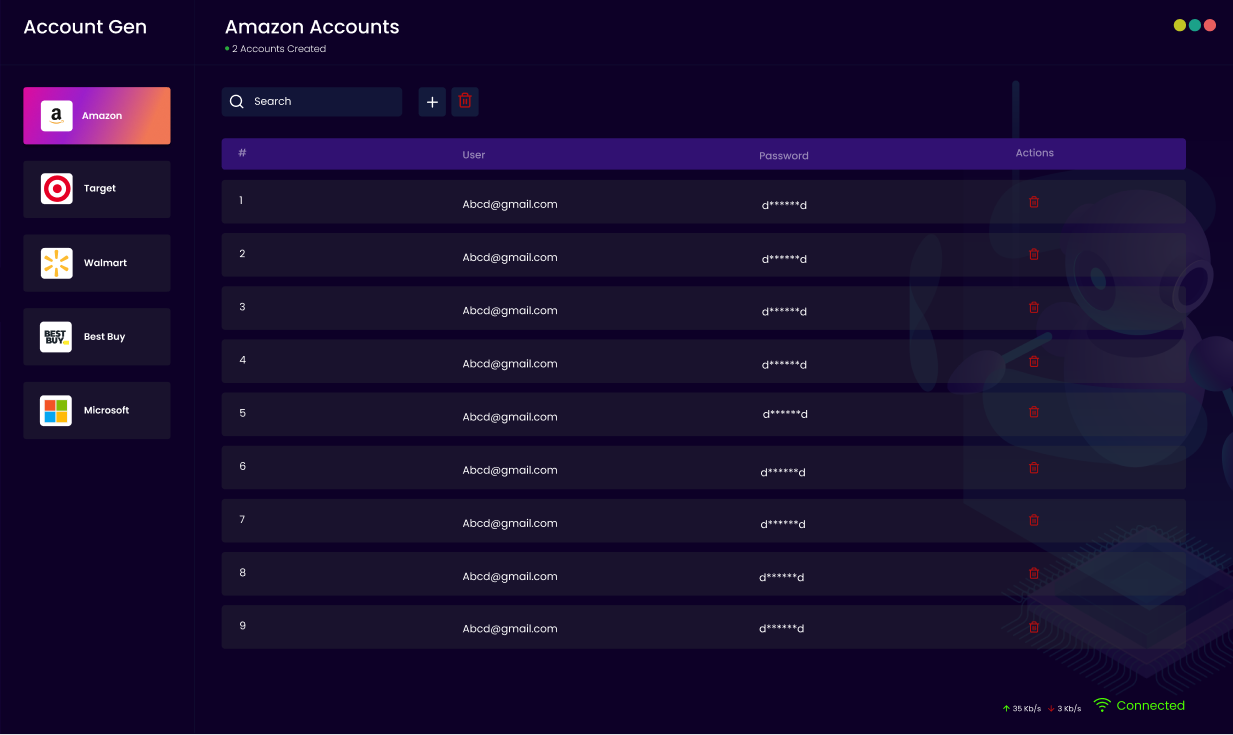 Account Gen
Amazon Accounts
2 Accounts Created
a Amazon
Search
# User Password Actions
1 Abcd@gmail.com d******d
Target
2 Abcd@gmail.com d******d
Walmart
3 Abcd@gmail.com d******d
BEST BUY Best Buy
4 Abcd@gmail.com d******d
Microsoft
5 Abcd@gmail.com d******d
6 Abcd@gmail.com d******d
7 Abcd@gmail.com d******d
8 Abcd@gmail.com d******d
9 Abcd@gmail.com d******d
35 Kb/s 3 Kb/s Connected